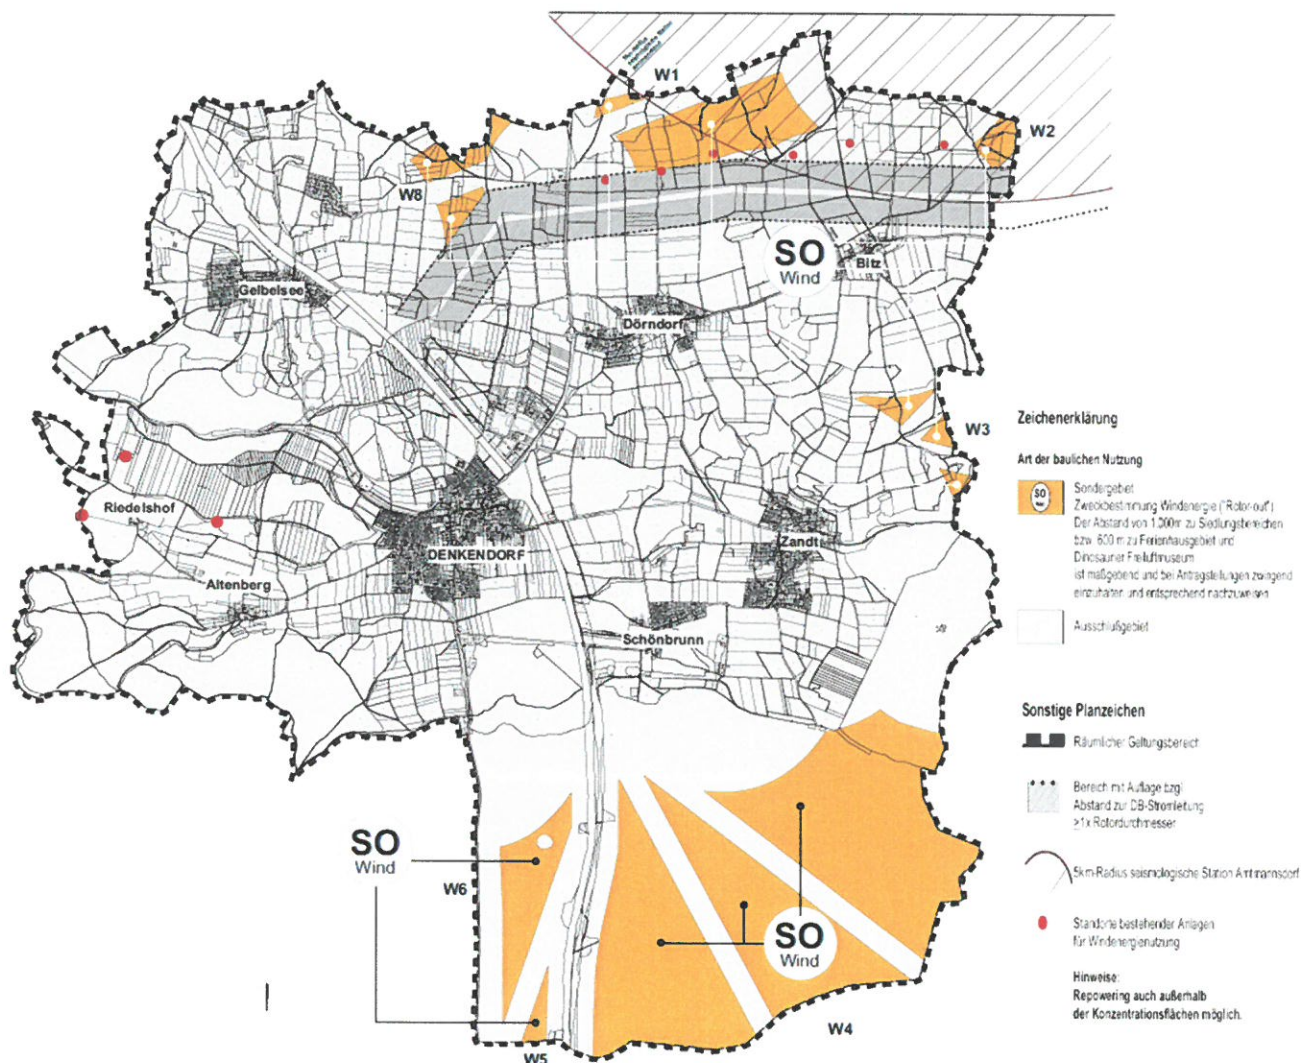 W1
W2
W8
SO
Wind
Bitz
Gelbelsee
Dörndorf
W3
Riedelshof
DENKENDORF
Zandt
Altenberg
Schönbrunn
SO
Wind
W6
SO
Wind
W4
W5
Zeichenerklärung
Art der baulichen Nutzung
SO
Sondergebiet
Zweckbestimmung Windenergie ("Rotor-out")
Der Abstand von 1.000m zu Siedlungsbereichen
bzw. 600 m zu Ferienhausgebiet und
Dinosaurier Freiluftmuseum
ist maßgebend und bei Antragstellungen zwingend
einzuhalten und entsprechend nachzuweisen
Ausschlußgebiet
Sonstige Planzeichen
Räumlicher Geltungsbereich
Bereich mit Auflage bzgl
Abstand zur DB-Stromleitung
≥1x Rotordurchmesser
5km-Radius seismologische Station Amtmannsdorf
Standorte bestehender Anlagen
für Windenergienutzung
Hinweise:
Repowering auch außerhalb
der Konzentrationsflächen möglich.